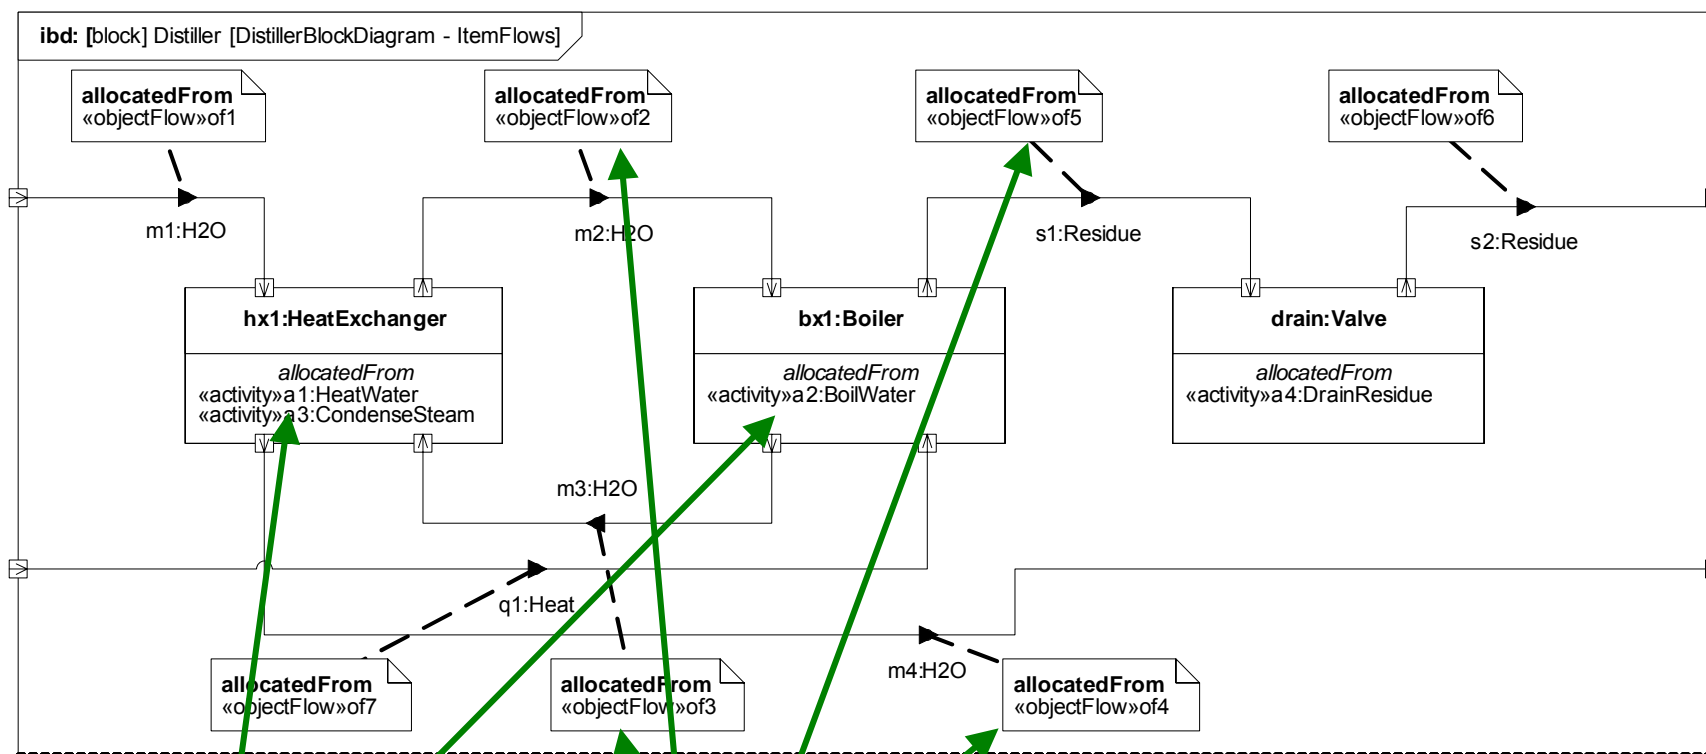 ibd: [block] Distiller [DistillerBlockDiagram - ItemFlows]
allocatedFrom
«objectFlow»of1
allocatedFrom
«objectFlow»of2
allocatedFrom
«objectFlow»of5
allocatedFrom
«objectFlow»of6
m1:H2O
m2:H2O
s1:Residue
s2:Residue
hx1:HeatExchanger
allocatedFrom
«activity»a1:HeatWater
«activity»a3:CondenseSteam
bx1:Boiler
allocatedFrom
«activity»a2:BoilWater
drain:Valve
allocatedFrom
«activity»a4:DrainResidue
m3:H2O
q1:Heat
m4:H2O
allocatedFrom
«objectFlow»of7
allocatedFrom
«objectFlow»of3
allocatedFrom
«objectFlow»of4